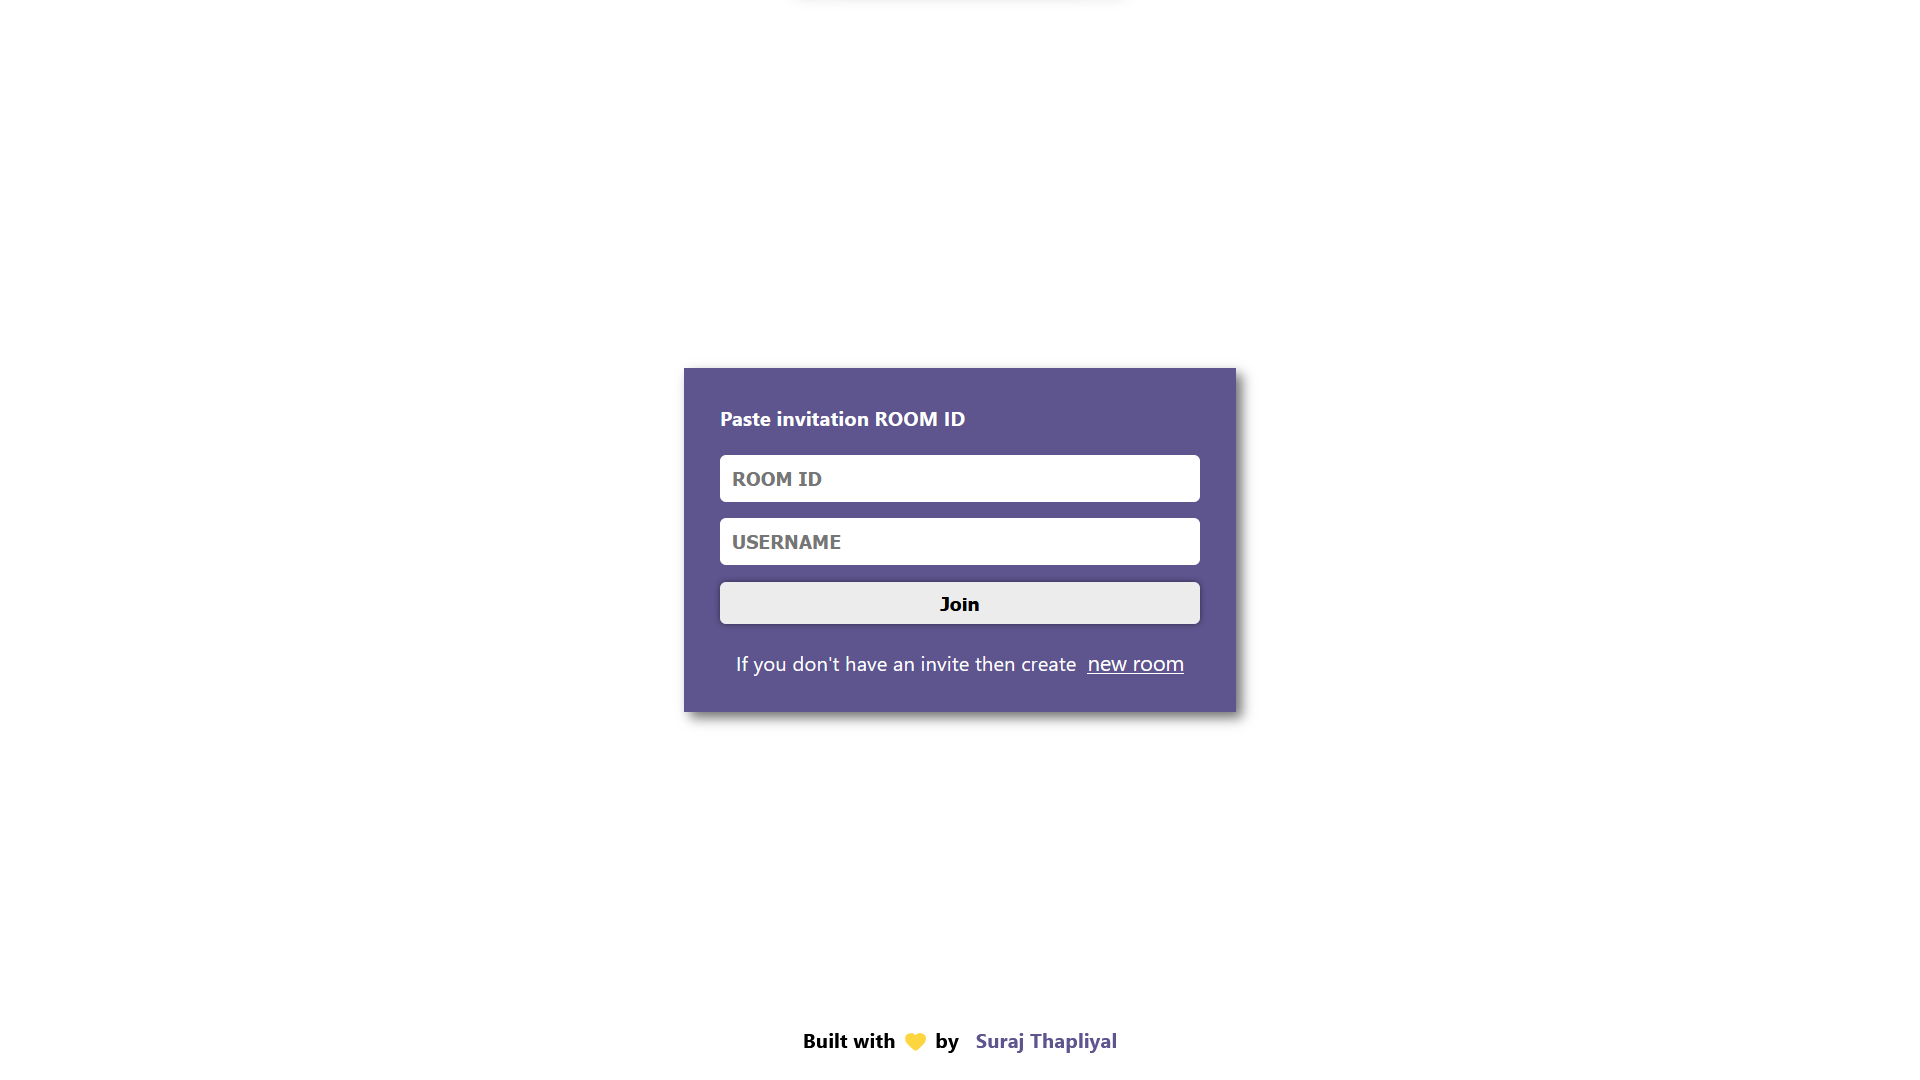 Paste invitation ROOM ID
ROOM ID
USERNAME
Join
If you don't have an invite then create new room
Built with 💛 by Suraj Thapliyal